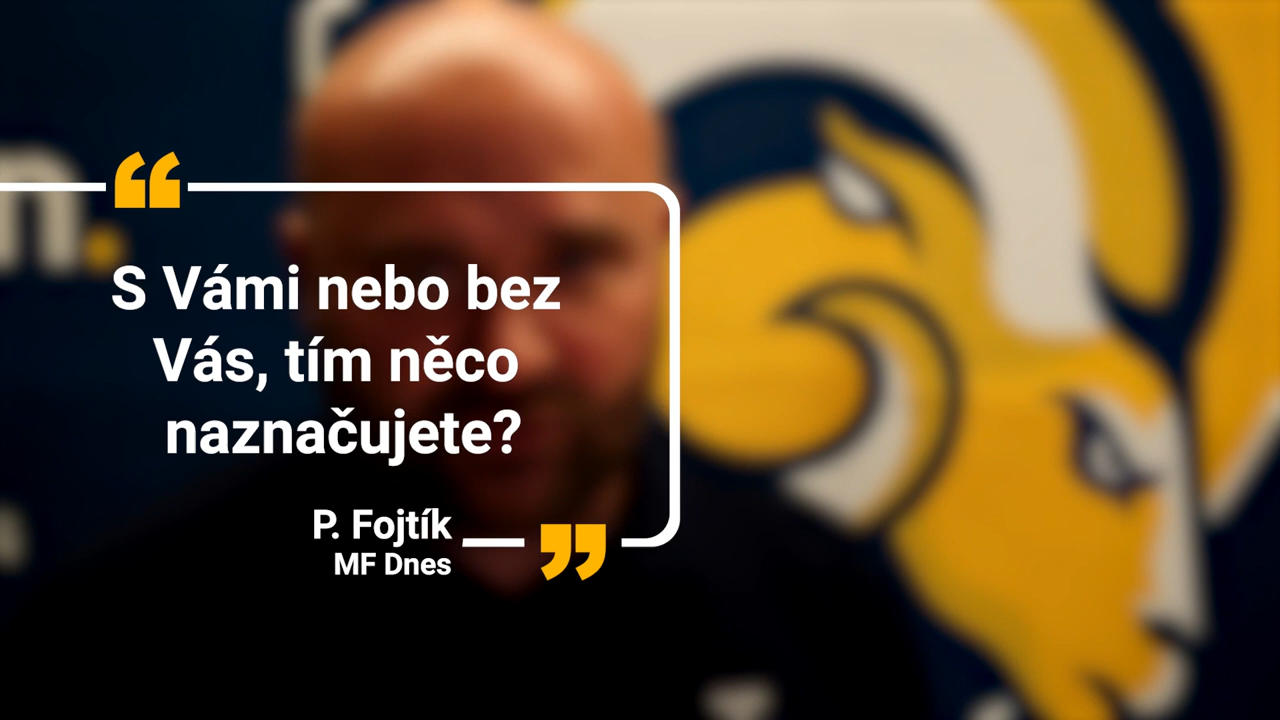 S Vámi nebo bez
Vás, tím něco
naznačujete?
P. Fojtík
MF Dnes